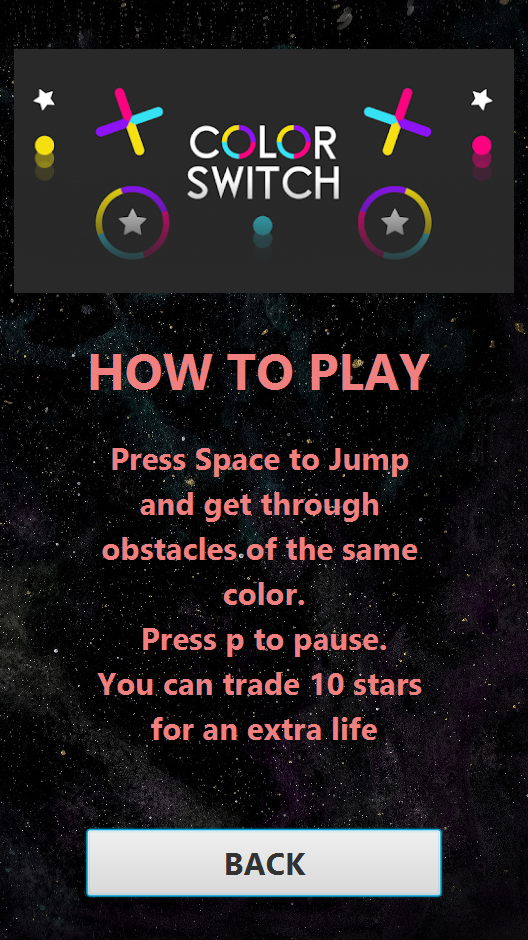 COLOR
SWITCH
HOW TO PLAY
Press Space to Jump
and get through
obstacles of the same
color.
Press p to pause.
You can trade 10 stars
for an extra life
BACK